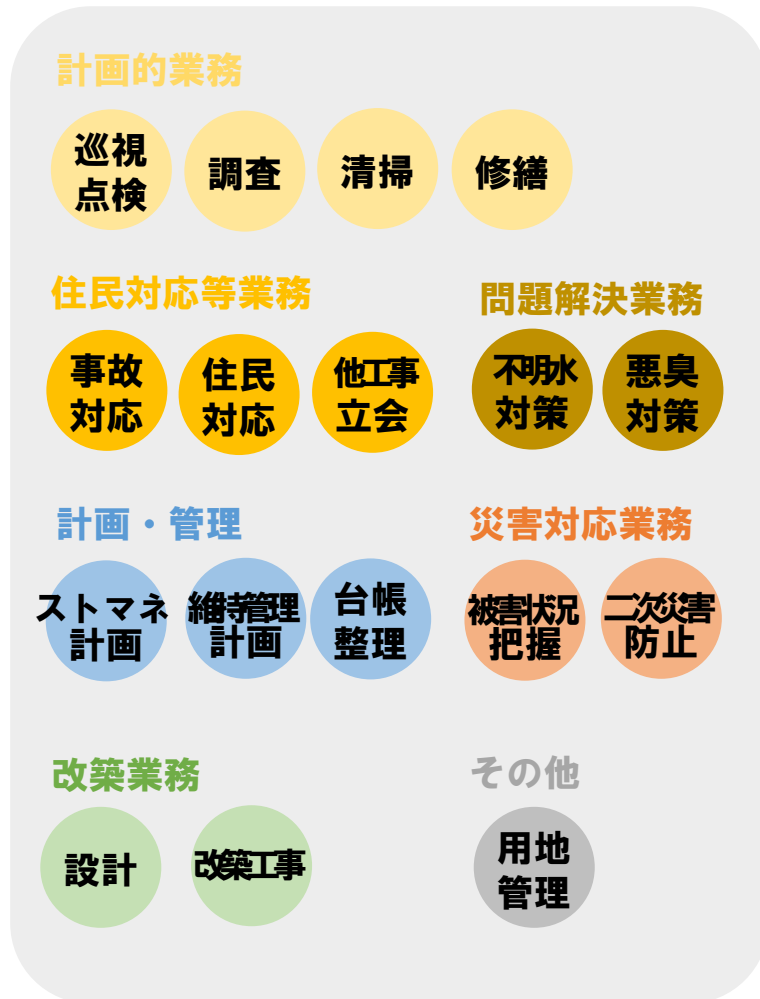 計画的業務
巡視
点検
調査
清掃
修繕
住民対応等業務
事故
対応
住民
対応
他工事
立会
問題解決業務
不明水
対策
悪臭
対策
計画・管理
ストマネ
計画
維持管理
計画
台帳
整理
災害対応業務
被害状況
把握
二次災害
防止
改築業務
設計
改築工事
その他
用地
管理